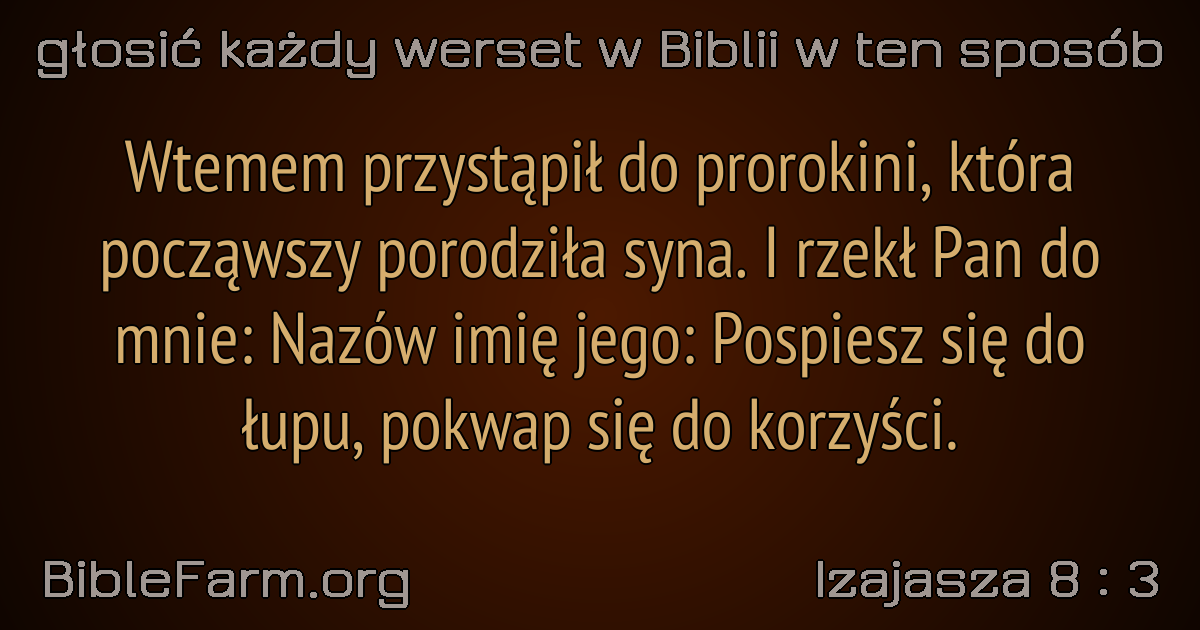 głosić każdy werset w Biblii w ten sposób
Wtemem przystąpił do prorokini, która
począwszy porodziła syna. I rzekł Pan do
mnie: Nazów imię jego: Pospiesz się do
łupu, pokwap się do korzyści.
BibleFarm.org
Izajasza 8 : 3